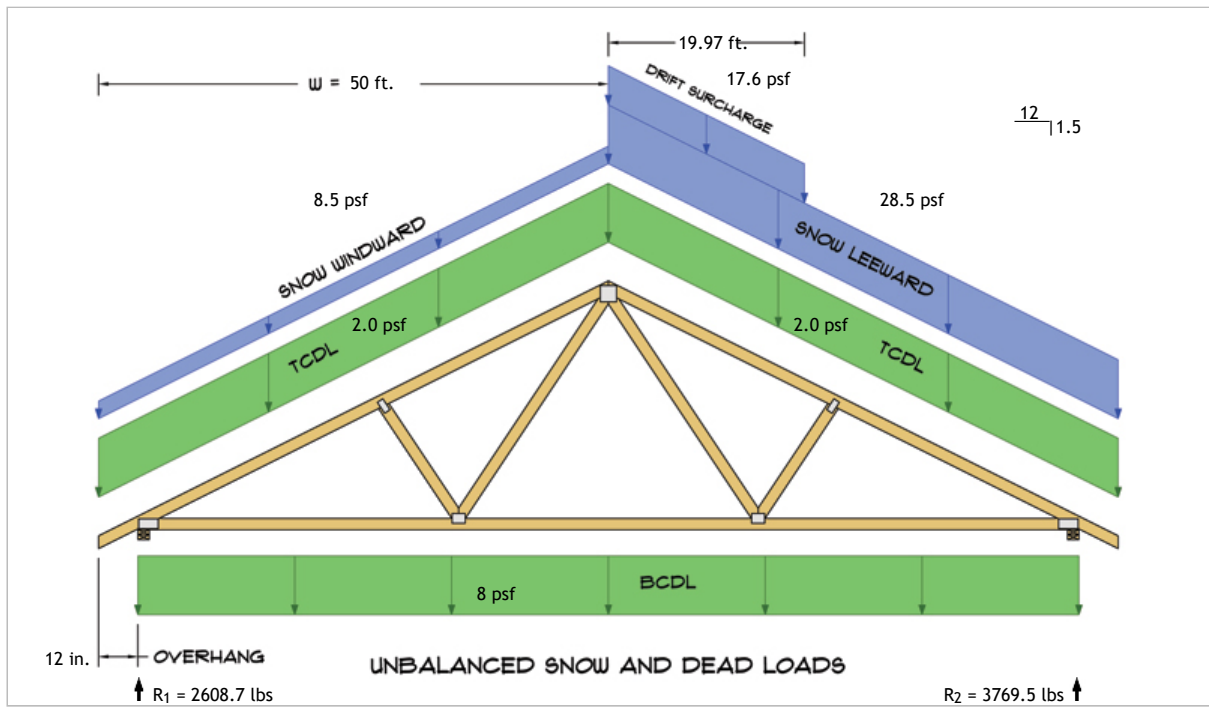 19.97 ft.
W = 50 ft.
DRIFT SURCHARGE
17.6 psf
12
1.5
8.5 psf
28.5 psf
SNOW WINDWARD
SNOW LEEWARD
2.0 psf
2.0 psf
TCDL
TCDL
8 psf
BCDL
12 in.
OVERHANG
UNBALANCED SNOW AND DEAD LOADS
R1 = 2608.7 lbs
R2 = 3769.5 lbs